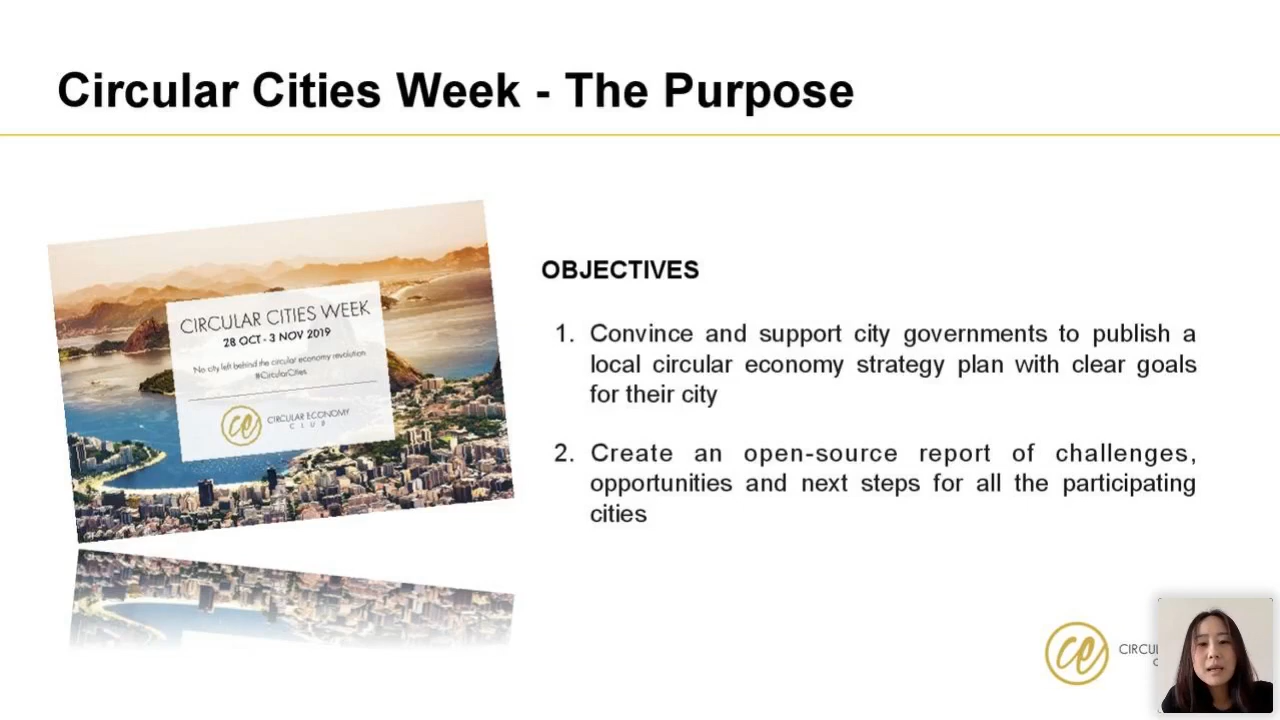 Circular Cities Week - The Purpose
CIRCULAR CITIES WEEK
28 OCT - 3 NOV 2019
No city left behind the circular economy revolution
#CircularCities
ce
CIRCULAR ECONOMY
CLUB
OBJECTIVES
1. Convince and support city governments to publish a
local circular economy strategy plan with clear goals
for their city
2. Create an open-source report of challenges,
opportunities and next steps for all the participating
cities
ce
CIRCU
C